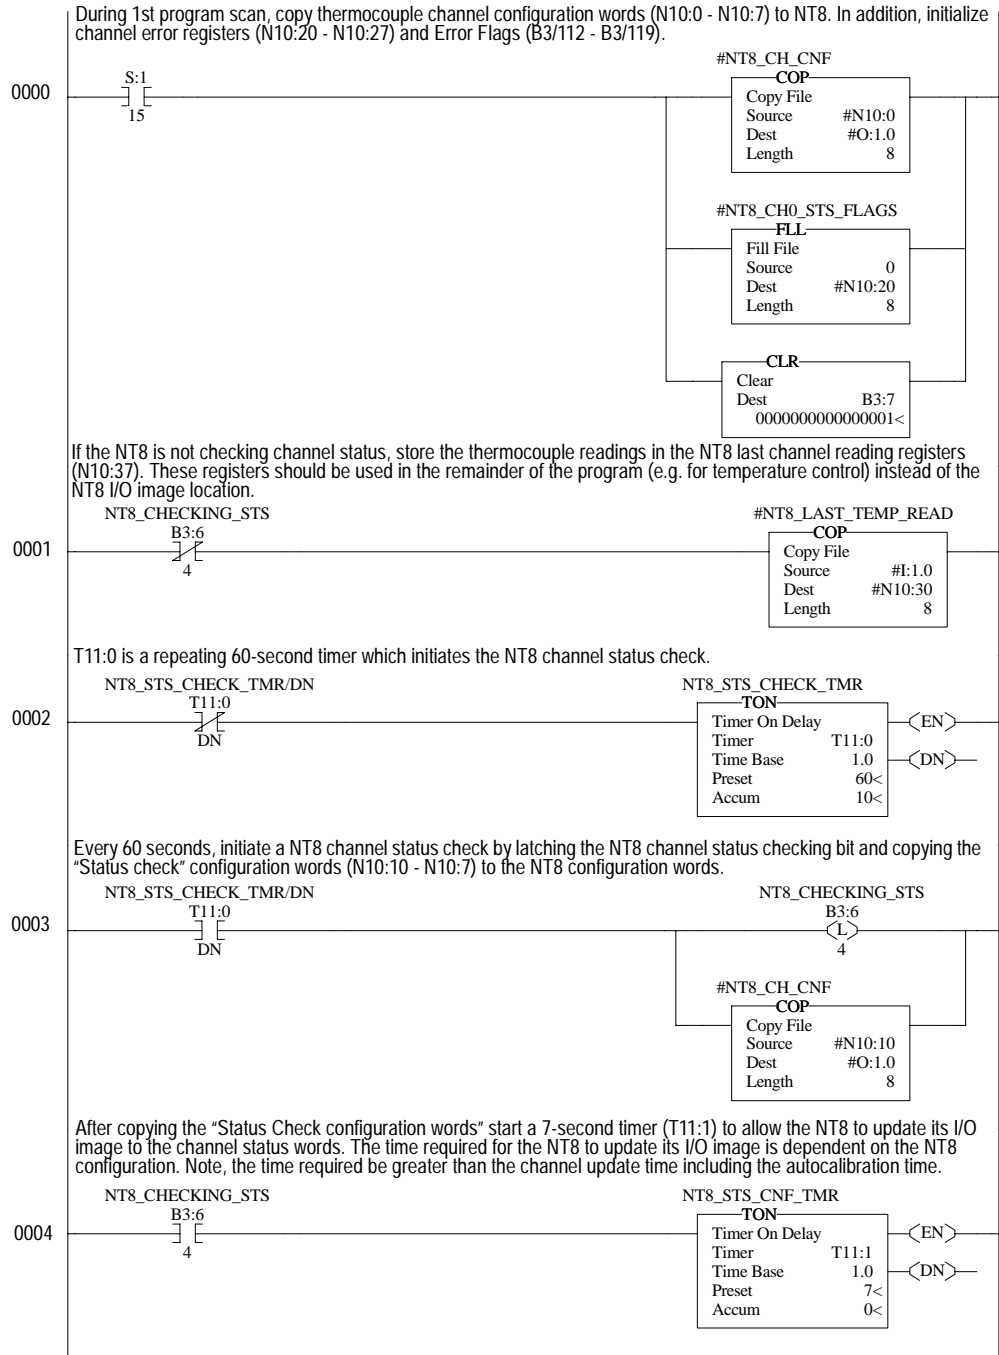 During 1st program scan, copy thermocouple channel configuration words (N10:0 - N10:7) to NT8. In addition, initialize
channel error registers (N10:20 - N10:27) and Error Flags (B3/112 - B3/119).
0000
S:1
15
#NT8_CH_CNF
COP
Copy File
Source #N10:0
Dest #O:1.0
Length 8
#NT8_CH0_STS_FLAGS
FLL
Fill File
Source 0
Dest #N10:20
Length 8
CLR
Clear
Dest B3:7
0000000000000001<
If the NT8 is not checking channel status, store the thermocouple readings in the NT8 last channel reading registers
(N10:37). These registers should be used in the remainder of the program (e.g. for temperature control) instead of the
NT8 I/O image location.
0001
NT8_CHECKING_STS
B3:6
4
#NT8_LAST_TEMP_READ
COP
Copy File
Source #I:1.0
Dest #N10:30
Length 8
T11:0 is a repeating 60-second timer which initiates the NT8 channel status check.
0002
NT8_STS_CHECK_TMR/DN
T11:0
DN
NT8_STS_CHECK_TMR
TON
Timer On Delay
Timer T11:0
Time Base 1.0
Preset 60<
Accum 10<
EN
DN
Every 60 seconds, initiate a NT8 channel status check by latching the NT8 channel status checking bit and copying the
“Status check” configuration words (N10:10 - N10:7) to the NT8 configuration words.
0003
NT8_STS_CHECK_TMR/DN
T11:0
DN
NT8_CHECKING_STS
B3:6
L
4
#NT8_CH_CNF
COP
Copy File
Source #N10:10
Dest #O:1.0
Length 8
After copying the “Status Check configuration words” start a 7-second timer (T11:1) to allow the NT8 to update its I/O
image to the channel status words. The time required for the NT8 to update its I/O image is dependent on the NT8
configuration. Note, the time required be greater than the channel update time including the autocalibration time.
0004
NT8_CHECKING_STS
B3:6
4
NT8_STS_CNF_TMR
TON
Timer On Delay
Timer T11:1
Time Base 1.0
Preset 7<
Accum 0<
EN
DN